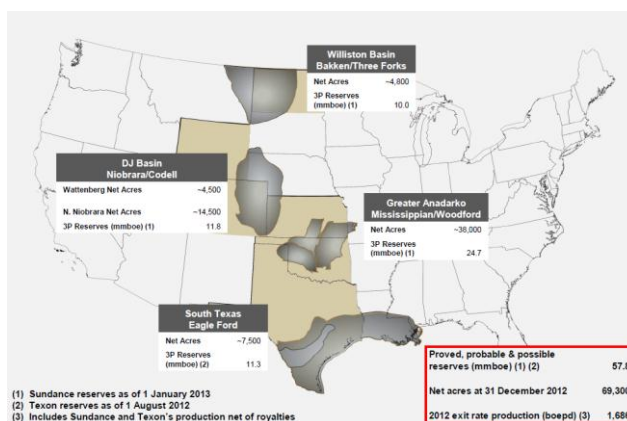 Williston Basin
Bakken/Three Forks
Net Acres ~4,800
3P Reserves
(mmboe) (1) 10.0
DJ Basin
Niobrara/Codell
Wattenberg Net Acres ~4,500
N. Niobrara Net Acres ~14,500
3P Reserves (mmboe) (1) 11.8
Greater Anadarko
Mississippian/Woodford
Net Acres ~38,000
3P Reserves
(mmboe) (1) 24.7
South Texas
Eagle Ford
Net Acres ~7,500
3P Reserves
(mmboe) (2) 11.3
Proved, probable & possible
reserves (mmboe) (1) (2) 57.
Net acres at 31 December 2012 69,300
2012 exit rate production (boepd) (3) 1,686
(1) Sundance reserves as of 1 January 2013
(2) Texon reserves as of 1 August 2012
(3) Includes Sundance and Texon's production net of royalties